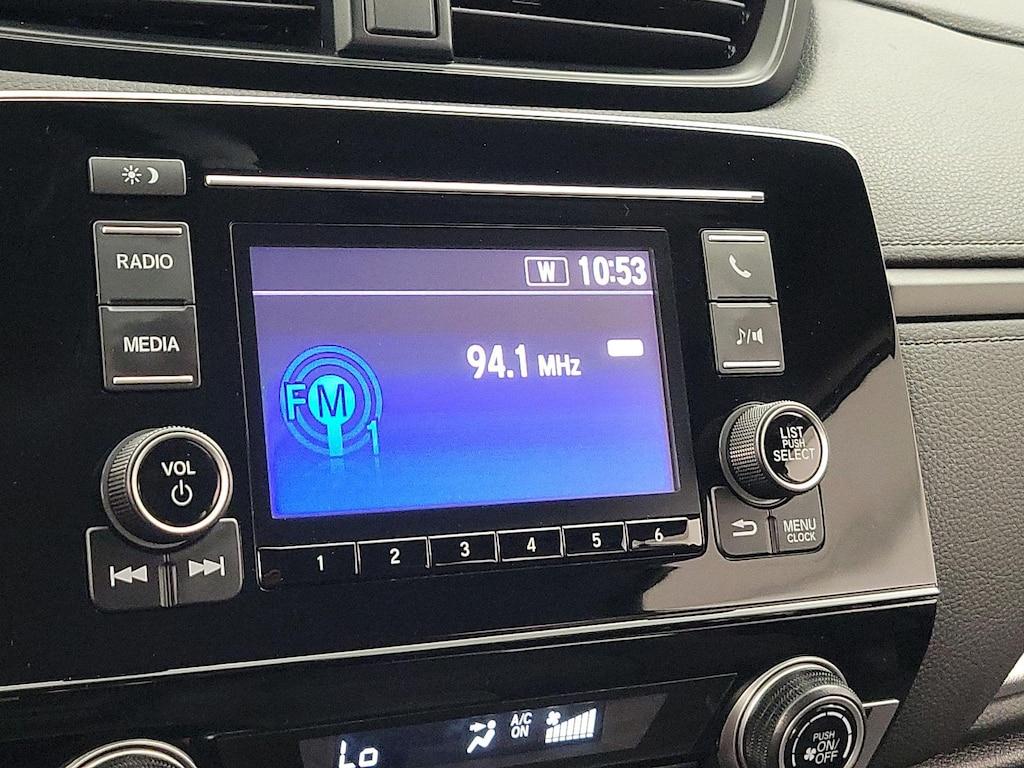 RADIO
MEDIA
VOL
W 10:53
94.1 MHz
FM
1
1 2 3 4 5 6
LIST
PUSH
SELECT
MENU
CLOCK
Lo
A/C
ON
PUSH
ON/
OFF